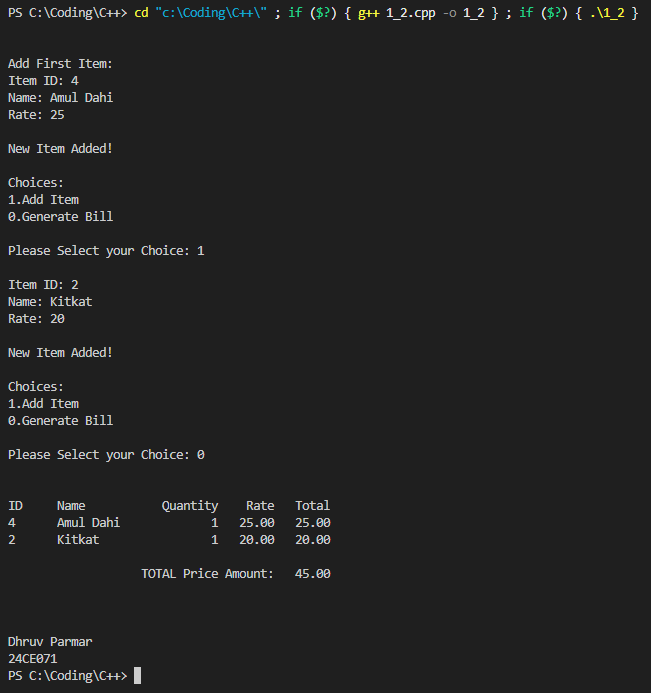 PS C:\Coding\C++> cd "c:\Coding\C++\" ; if ($?) { g++ 1_2.cpp -o 1_2 } ; if ($?) { .\1_2 }
Add First Item:
Item ID: 4
Name: Amul Dahi
Rate: 25
New Item Added!
Choices:
1.Add Item
0.Generate Bill
Please Select your Choice: 1
Item ID: 2
Name: Kitkat
Rate: 20
New Item Added!
Choices:
1.Add Item
0.Generate Bill
Please Select your Choice: 0
ID     Name           Quantity    Rate   Total
4      Amul Dahi             1   25.00   25.00
2      Kitkat                1   20.00   20.00
TOTAL Price Amount:   45.00
Dhruv Parmar
24CE071
PS C:\Coding\C++>